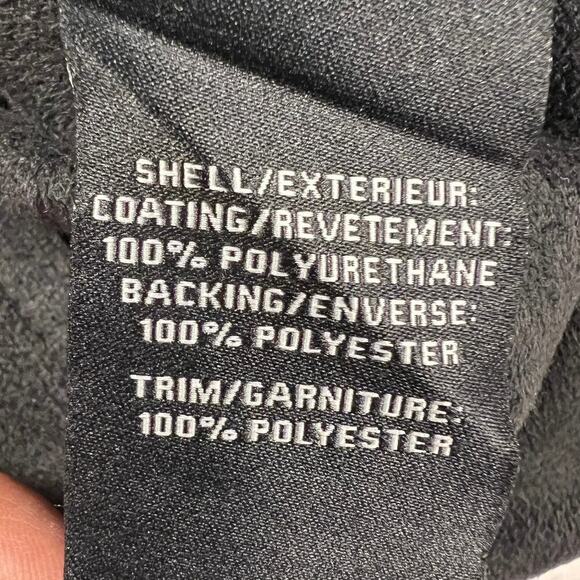 SHELL/EXTERIEUR:
COATING/REVETEMENT:
100% POLYURETHANE
BACKING/ENVERSE:
100% POLYESTER
TRIM/GARNITURE:
100% POLYESTER